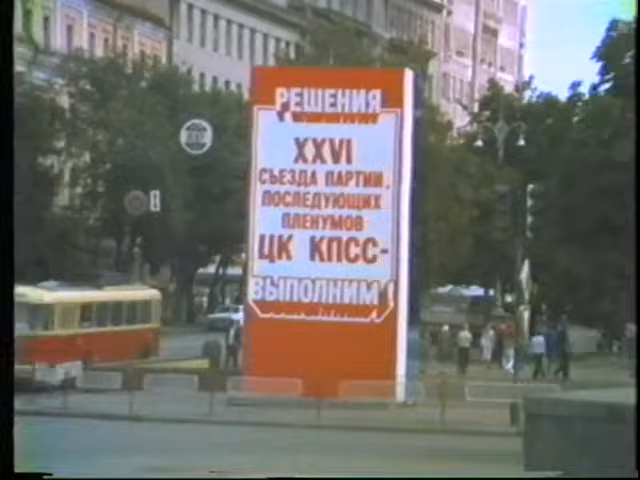 РЕШЕНИЯ
XXVI
СЪЕЗДА ПАРТИИ,
ПОСЛЕДУЮЩИХ
ПЛЕНУМОВ
ЦК КПСС-
ВЫПОЛНИМ!